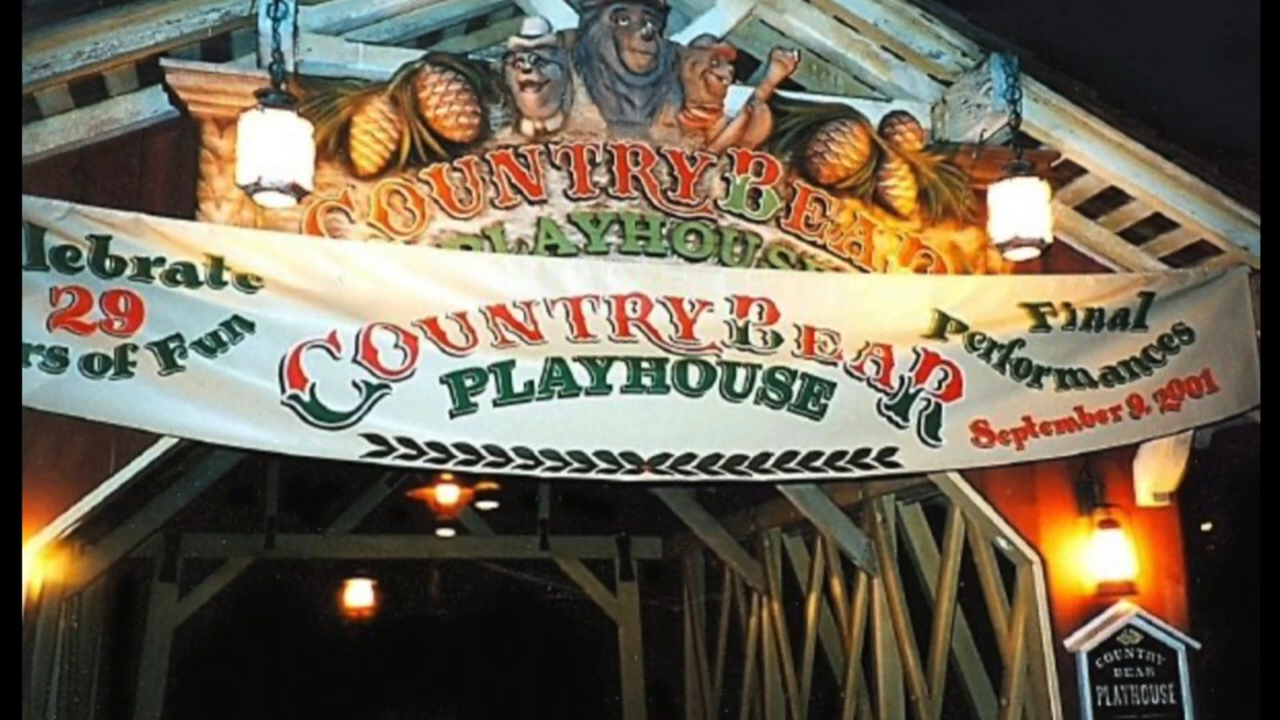 COUNTRY BEAR
PLAYHOUSE
lebrate
29
rs of Fun
COUNTRY BEAR
PLAYHOUSE
Final
Performances
September 9, 2001
COUNTRY
BEAR
PLAYHOUSE